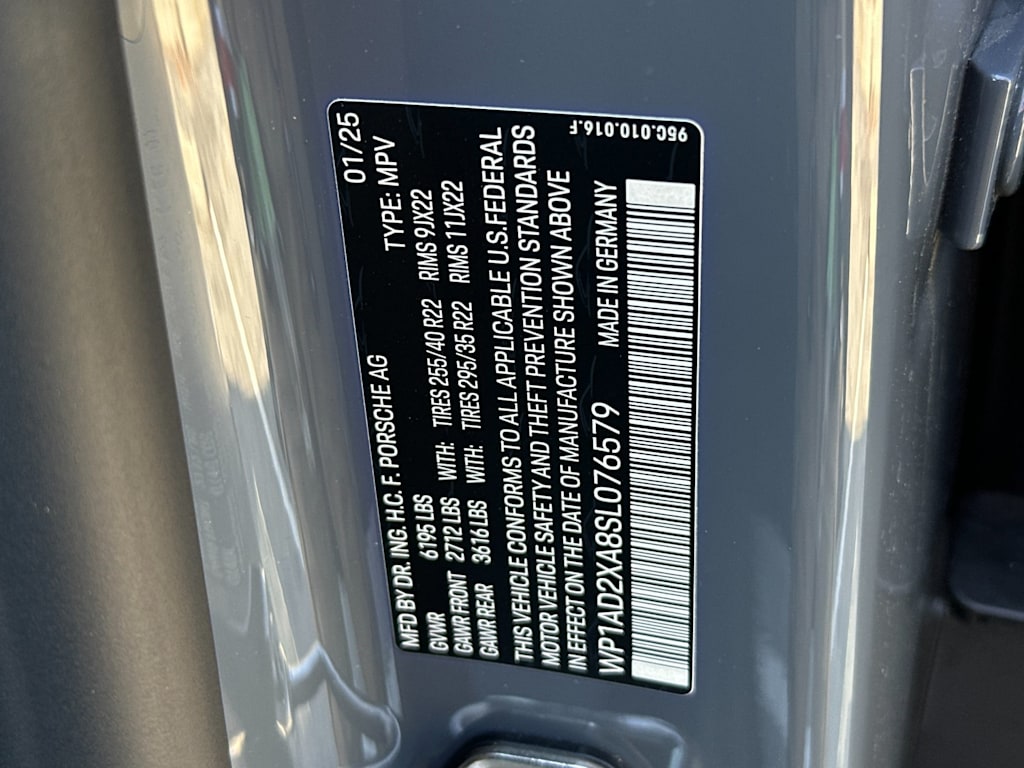 MFD BY DR. ING. H.C. F. PORSCHE AG 01/25
GVWR 6195 LBS TYPE: MPV
GAWR FRONT 2712 LBS WITH: TIRES 255/40 R22 RIMS 9JX22
GAWR REAR 3616 LBS WITH: TIRES 295/35 R22 RIMS 11JX22
THIS VEHICLE CONFORMS TO ALL APPLICABLE U.S. FEDERAL
MOTOR VEHICLE SAFETY AND THEFT PREVENTION STANDARDS
IN EFFECT ON THE DATE OF MANUFACTURE SHOWN ABOVE
WP1AD2XA8SL076579 MADE IN GERMANY
95C.010.016.F